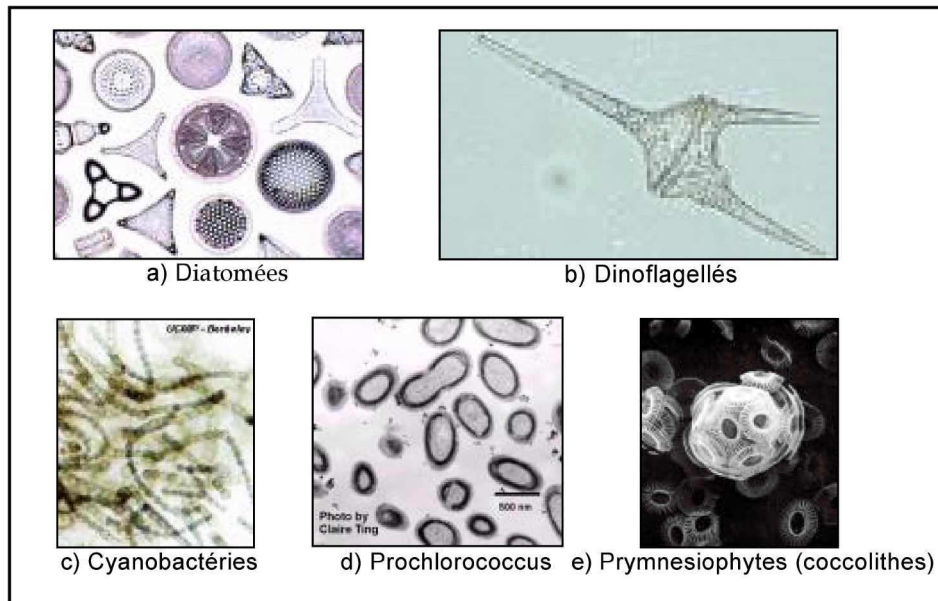 a) Diatomées
b) Dinoflagellés
UCMP - Berkeley
500 nm
Photo by
Claire Ting
c) Cyanobactéries
d) Prochlorococcus
e) Prymnesiophytes (coccolithes)